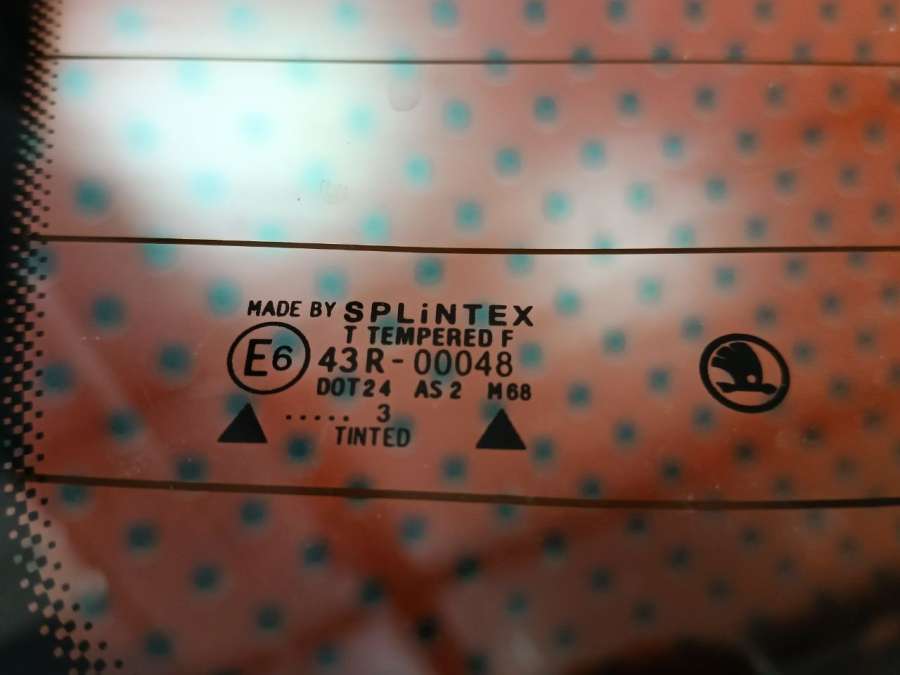 MADE BY SPLiNTEX
T TEMPERED F
E6 43R-00048
DOT24 AS2 M68
..... 3
TINTED